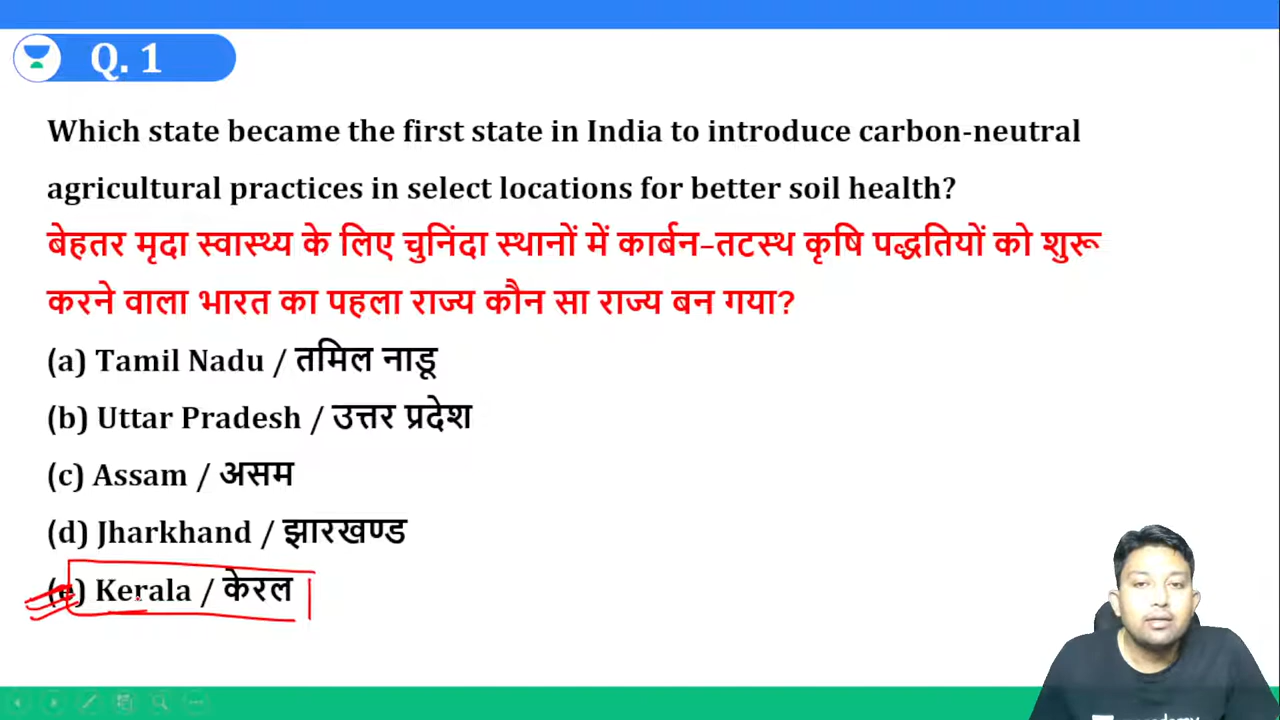 Q. 1
Which state became the first state in India to introduce carbon-neutral
agricultural practices in select locations for better soil health?
बेहतर मृदा स्वास्थ्य के लिए चुनिंदा स्थानों में कार्बन-तटस्थ कृषि पद्धतियों को शुरू
करने वाला भारत का पहला राज्य कौन सा राज्य बन गया?
(a) Tamil Nadu / तमिल नाडू
(b) Uttar Pradesh / उत्तर प्रदेश
(c) Assam / असम
(d) Jharkhand / झारखण्ड
(e) Kerala / केरल